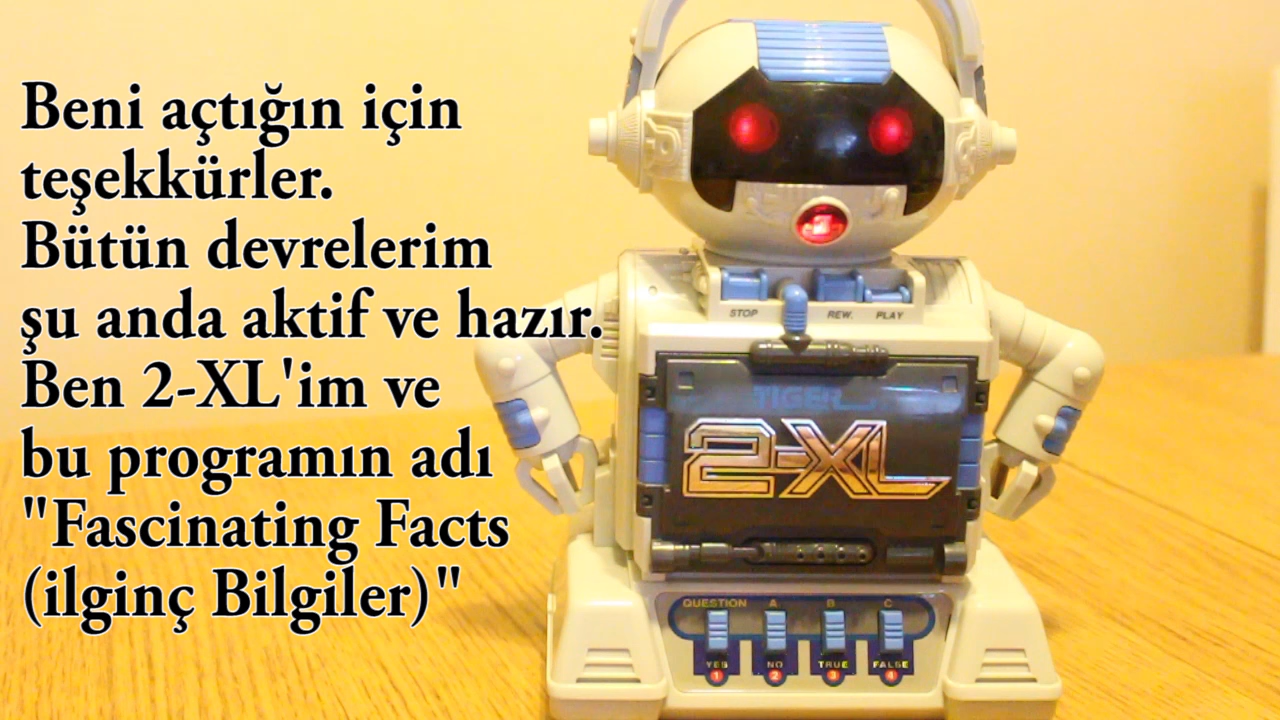 Beni açtığın için
teşekkürler.
Bütün devrelerim
şu anda aktif ve hazır.
Ben 2-XL'im ve
bu programın adı
"Fascinating Facts
(ilginç Bilgiler)"
STOP REW. PLAY
TIGER
2-XL
QUESTION A B C
YES NO TRUE FALSE
1 2 3 4